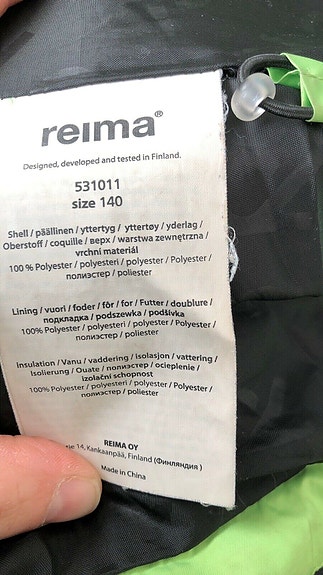 reima®
Designed, developed and tested in Finland.
531011
size 140
Shell / päällinen / yttertyg / yttertøy / yderlag /
Oberstoff / coquille / верх / warstwa zewnętrzna /
vrchní materiál
100 % Polyester / polyesteri / polyester / Polyester /
полиэстер / poliester
Lining / vuori / foder / fôr / for / Futter / doublure /
подкладка / podszewka / podšívka
100% Polyester / polyesteri / polyester / Polyester /
полиэстер / poliester
Insulation / Vanu / vaddering / isolasjon / vattering /
Isolierung / Ouate / полиэстер / ocieplenie /
izolační schopnost
100% Polyester / polyester / polyester / Polyester /
полиэстер / poliester
REIMA OY
14, Kankaanpää, Finland (Финляндия )
Made in China